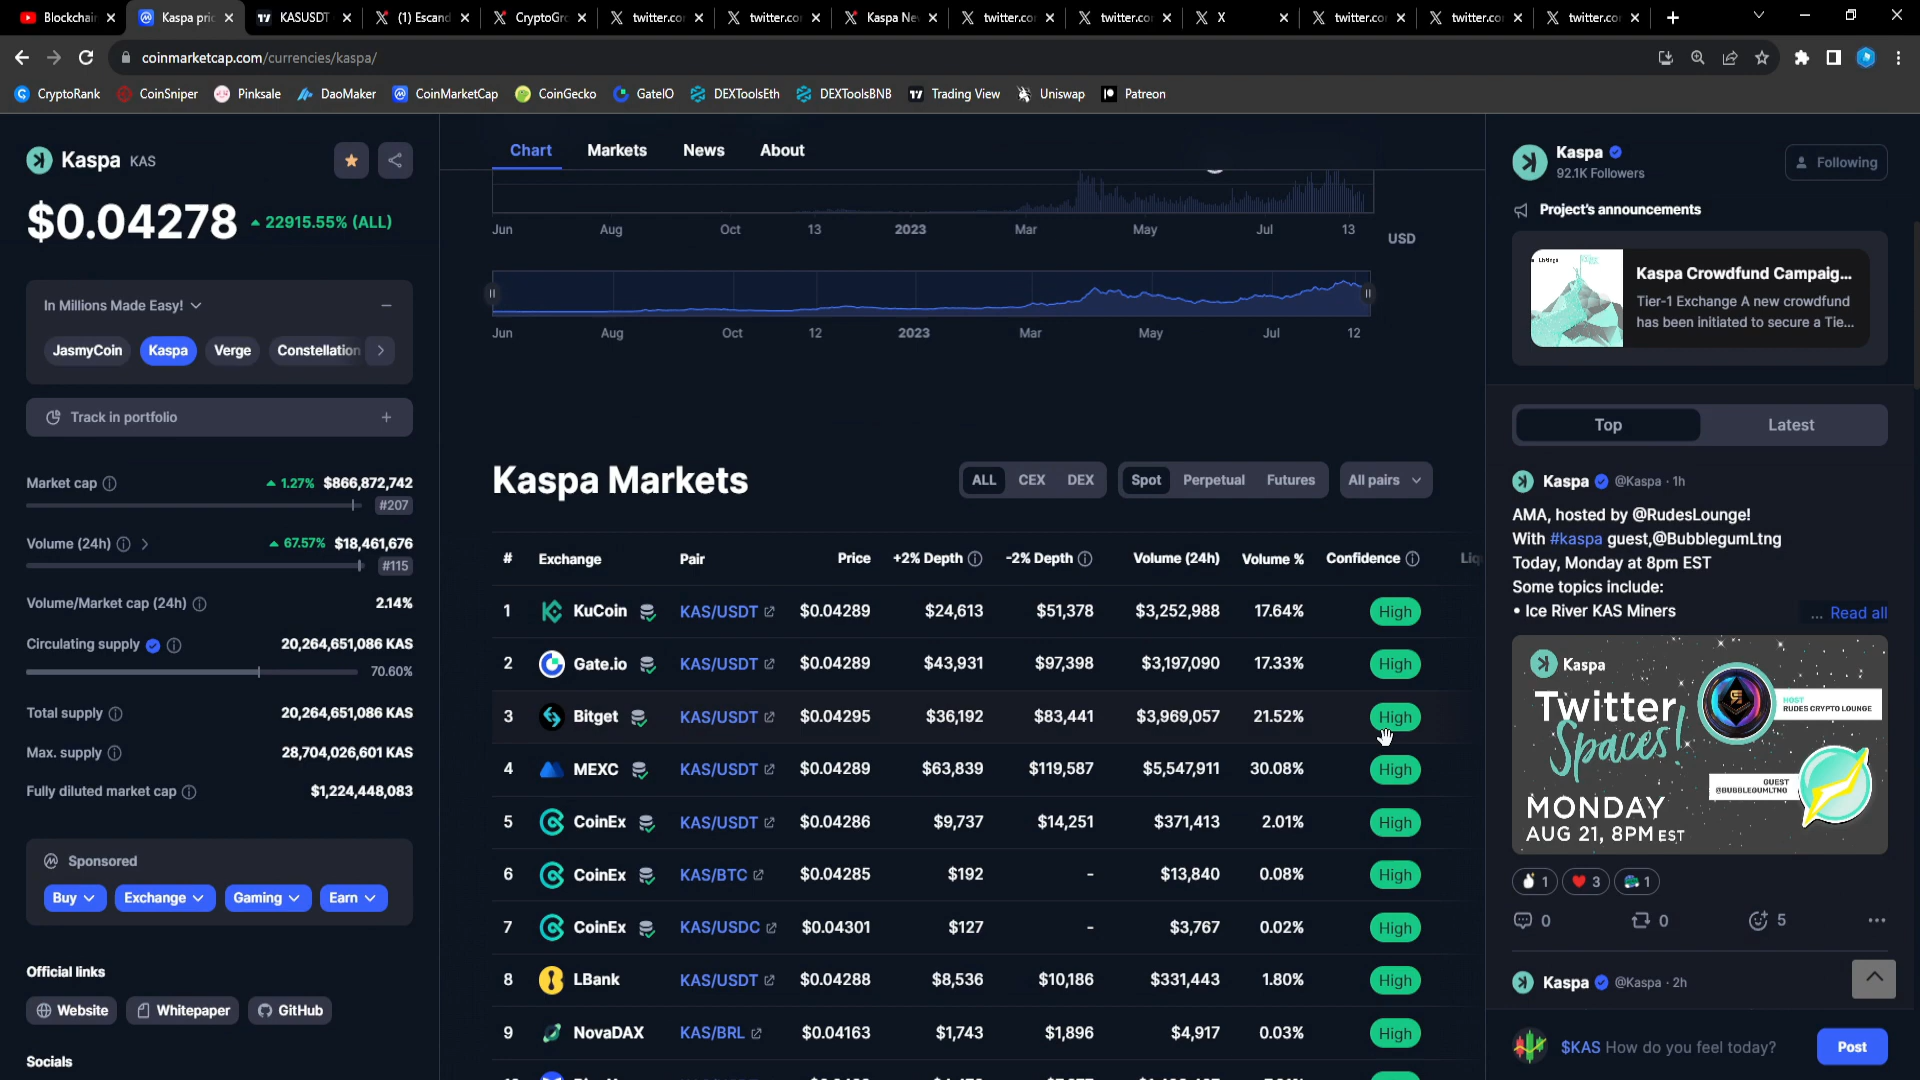 Blockchain
Kaspa pric
KASUSDT
(1) Escand
CryptoGro
twitter.co
twitter.co
Kaspa Ne
twitter.co
twitter.co
X
twitter.co
twitter.co
twitter.co
coinmarketcap.com/currencies/kaspa/
CryptoRank
CoinSniper
Pinksale
DaoMaker
CoinMarketCap
CoinGecko
GateIO
DEXToolsEth
DEXToolsBNB
Trading View
Uniswap
Patreon
Kaspa KAS
$0.04278 22915.55% (ALL)
In Millions Made Easy!
JasmyCoin Kaspa Verge Constellation
Track in portfolio +
Market cap 1.27% $866,872,742
#207
Volume (24h) 67.57% $18,461,676
#115
Volume/Market cap (24h) 2.14%
Circulating supply 20,264,651,086 KAS
70.60%
Total supply 20,264,651,086 KAS
Max. supply 28,704,026,601 KAS
Fully diluted market cap $1,224,448,083
Sponsored
Buy Exchange Gaming Earn
Official links
Website Whitepaper GitHub
Socials
Chart Markets News About
Jun Aug Oct 13 2023 Mar May Jul 13
USD
Jun Aug Oct 12 2023 Mar May Jul 12
Kaspa Markets
ALL CEX DEX
Spot Perpetual Futures
All pairs
# Exchange Pair Price +2% Depth -2% Depth Volume (24h) Volume % Confidence Liq
1 KuCoin KAS/USDT $0.04289 $24,613 $51,378 $3,252,988 17.64% High
2 Gate.io KAS/USDT $0.04289 $43,931 $97,398 $3,197,090 17.33% High
3 Bitget KAS/USDT $0.04295 $36,192 $83,441 $3,969,057 21.52% High
4 MEXC KAS/USDT $0.04289 $63,839 $119,587 $5,547,911 30.08% High
5 CoinEx KAS/USDT $0.04286 $9,737 $14,251 $371,413 2.01% High
6 CoinEx KAS/BTC $0.04285 $192 - $13,840 0.08% High
7 CoinEx KAS/USDC $0.04301 $127 - $3,767 0.02% High
8 LBank KAS/USDT $0.04288 $8,536 $10,186 $331,443 1.80% High
9 NovaDAX KAS/BRL $0.04163 $1,743 $1,896 $4,917 0.03% High
Kaspa
92.1K Followers
Following
Project's announcements
Kaspa Crowdfund Campaig...
Tier-1 Exchange A new crowdfund
has been initiated to secure a Tie...
Top Latest
Kaspa @Kaspa · 1h
AMA, hosted by @RudesLounge!
With #kaspa guest,@BubblegumLtng
Today, Monday at 8pm EST
Some topics include:
• Ice River KAS Miners ... Read all
Kaspa
Twitter
Spaces!
HOST
RUDES CRYPTO LOUNGE
GUEST
@BUBBLEGUMLTNG
MONDAY
AUG 21, 8PM EST
1 3 1
0 0 5
Kaspa @Kaspa · 2h
$KAS How do you feel today?
Post